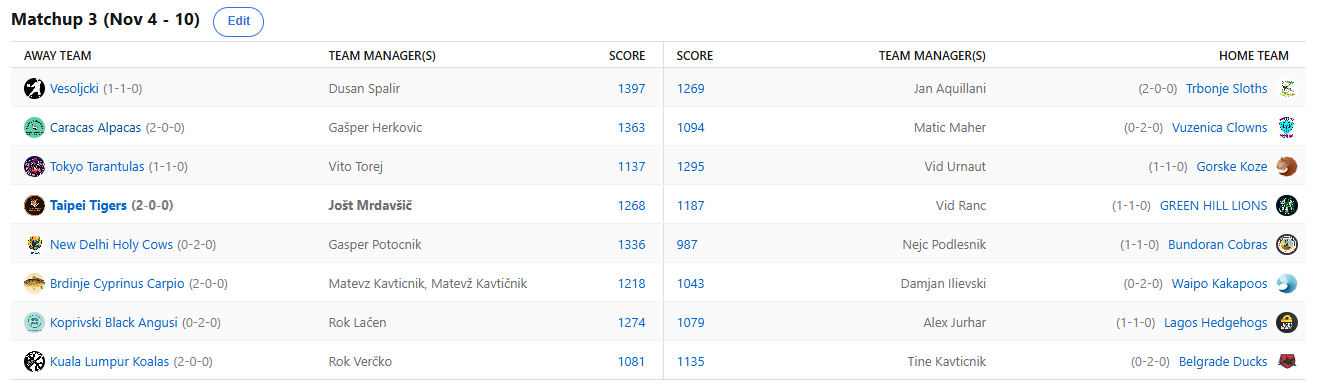 Matchup 3 (Nov 4 - 10) Edit
AWAY TEAM TEAM MANAGER(S) SCORE SCORE TEAM MANAGER(S) HOME TEAM
Vesoljcki (1-1-0) Dusan Spalir 1397 1269 Jan Aquillani (2-0-0) Trbonje Sloths
Caracas Alpacas (2-0-0) Gašper Herkovic 1363 1094 Matic Maher (0-2-0) Vuzenica Clowns
Tokyo Tarantulas (1-1-0) Vito Torej 1137 1295 Vid Urnaut (1-1-0) Gorske Koze
Taipei Tigers (2-0-0) Jošt Mrdavšič 1268 1187 Vid Ranc (1-1-0) GREEN HILL LIONS
New Delhi Holy Cows (0-2-0) Gasper Potocnik 1336 987 Nejc Podlesnik (1-1-0) Bundoran Cobras
Brdinje Cyprinus Carpio (2-0-0) Matevz Kavticnik, Matevž Kavtičnik 1218 1043 Damjan Ilievski (0-2-0) Waipo Kakapoos
Koprivski Black Angusi (0-2-0) Rok Lačen 1274 1079 Alex Jurhar (1-1-0) Lagos Hedgehogs
Kuala Lumpur Koalas (2-0-0) Rok Verčko 1081 1135 Tine Kavticnik (0-2-0) Belgrade Ducks